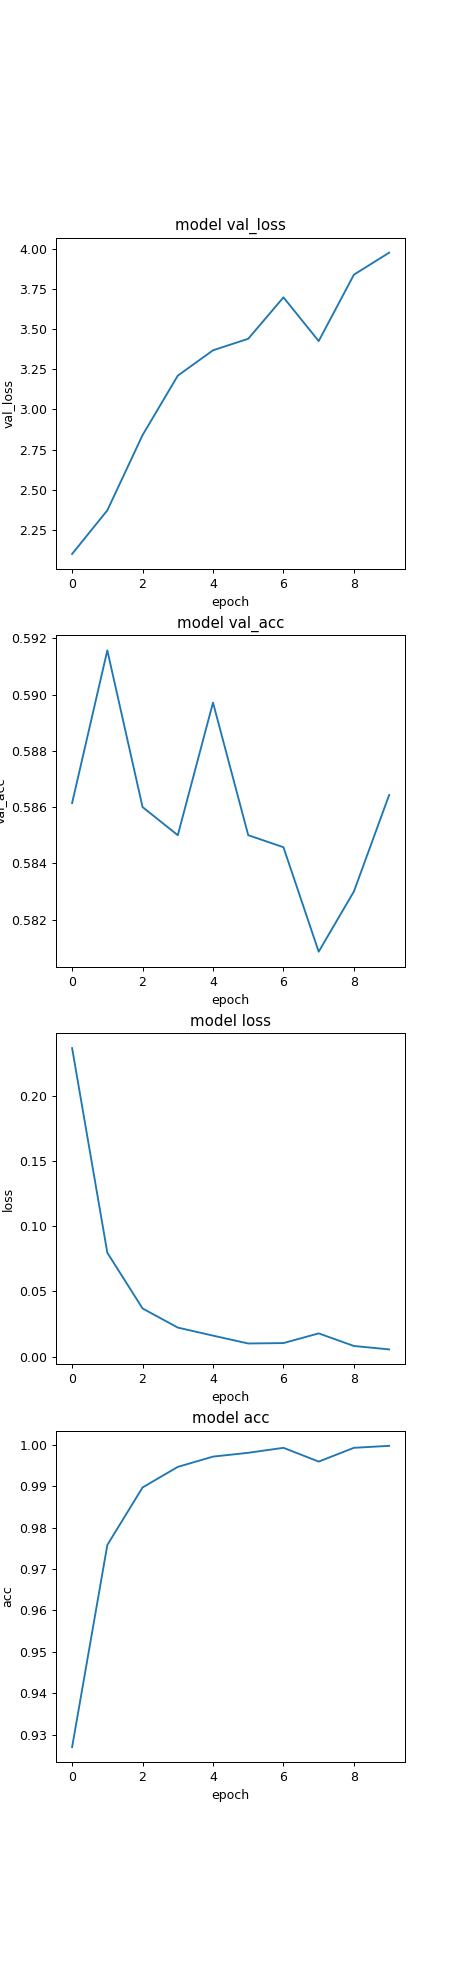 model val_loss
4.00
3.75
3.50
3.25
3.00
2.75
2.50
2.25
val_loss
0 2 4 6 8
epoch
model val_acc
0.592
0.590
0.588
0.586
0.584
0.582
val_acc
0 2 4 6 8
epoch
model loss
0.20
0.15
0.10
0.05
0.00
loss
0 2 4 6 8
epoch
model acc
1.00
0.99
0.98
0.97
0.96
0.95
0.94
0.93
acc
0 2 4 6 8
epoch